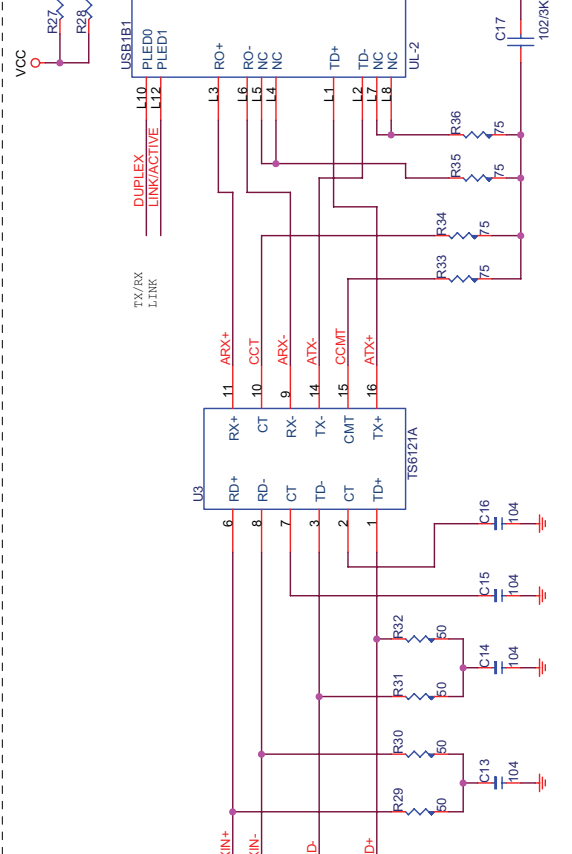 VCC
R27
R28
USB1B1
PLED0
PLED1
RO+
RO-
NC
NC
TD+
TD-
NC
NC
UL-2
C17
102/3K
L10
L12
L3
L6
L5
L4
L1
L2
L7
L8
DUPLEX
LINK/ACTIVE
TX/RX
LINK
R36
75
R35
75
R34
75
R33
75
ARX+
CCT
ARX-
ATX-
CCMT
ATX+
11
10
9
14
15
16
RX+
CT
RX-
TX-
CMT
TX+
U3
TS6121A
RD+
RD-
CT
TD-
CT
TD+
6
8
7
3
2
1
C16
104
C15
104
R32
50
C14
104
R31
50
R30
50
C13
104
R29
50
IN+
IN-
D-
D+